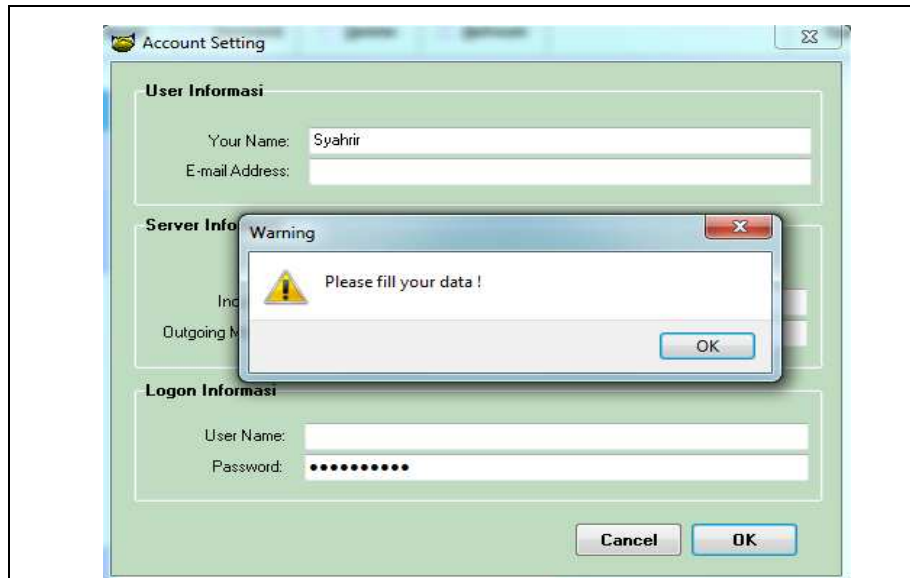 Account Setting
User Informasi
Your Name: Syahrir
E-mail Address:
Server Info
Warning
Please fill your data !
OK
Outgoing
Logon Informasi
User Name:
Password: ••••••••••
Cancel OK